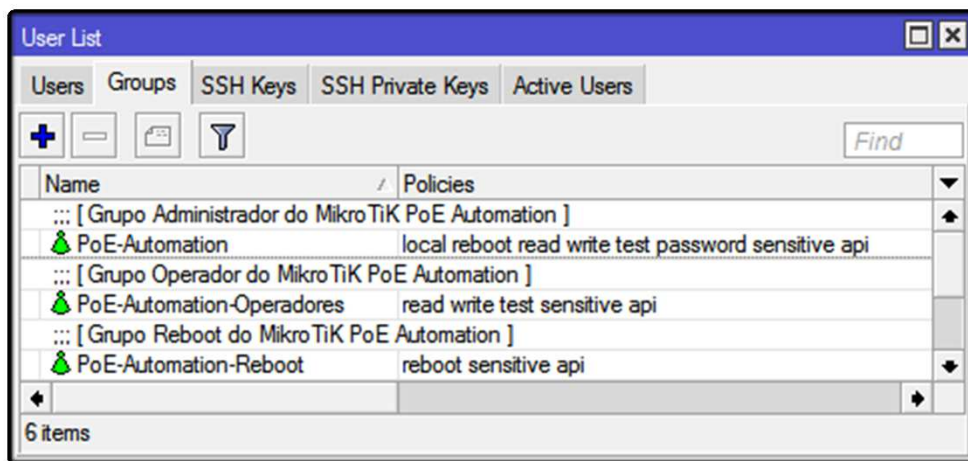 User List
Users Groups SSH Keys SSH Private Keys Active Users
Find
Name Policies
;;; [ Grupo Administrador do MikroTiK PoE Automation ]
PoE-Automation local reboot read write test password sensitive api
;;; [ Grupo Operador do MikroTiK PoE Automation ]
PoE-Automation-Operadores read write test sensitive api
;;; [ Grupo Reboot do MikroTiK PoE Automation ]
PoE-Automation-Reboot reboot sensitive api
6 items